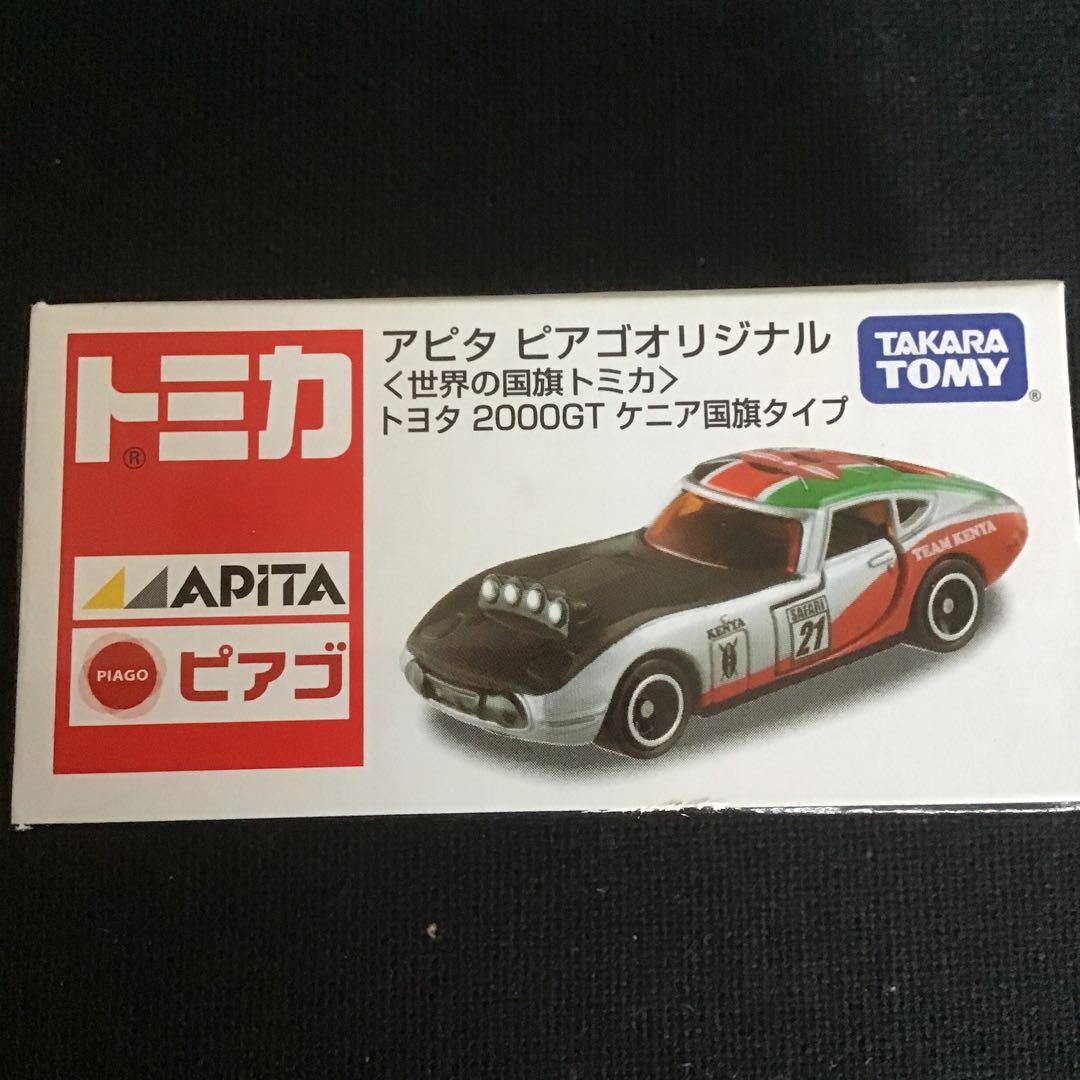 トミカ
®
APiTA
PIAGO ピアゴ
アピタ ピアゴオリジナル
<世界の国旗トミカ>
トヨタ 2000GT ケニア国旗タイプ
TAKARA
TOMY
®
TEAM KENYA
SAFARI
21
KENYA